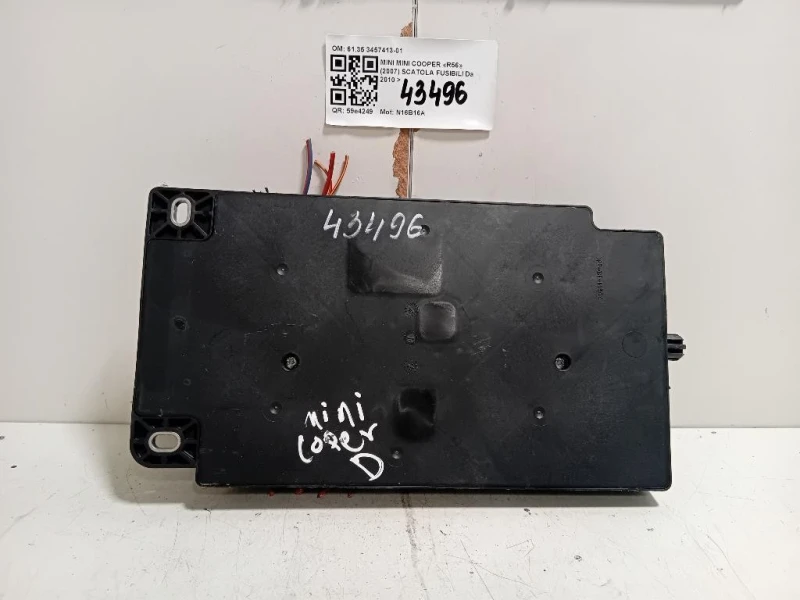 OM: 61.35 3457413-01
MINI MINI COOPER «R56»
(2007) SCATOLA FUSIBILI Da
2010 >
43496
QR: 59e4249 Mot: N16B16A
43496
mini
Coper
D